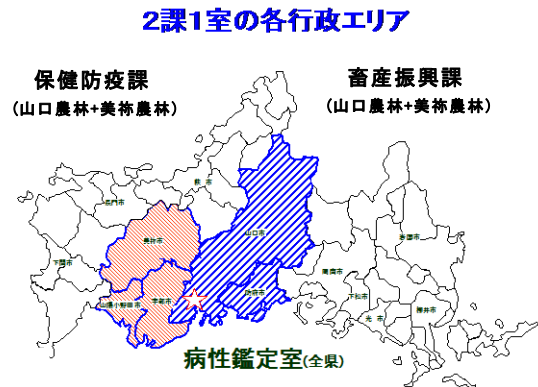 2課1室の各行政エリア
保健防疫課
(山口農林+美祢農林)
畜産振興課
(山口農林+美祢農林)
萩市
長門市
美祢市
山口市
岩国市
下関市
周南市
山陽小野田市
宇部市
防府市
下松市
光市
柳井市
病性鑑定室(全県)